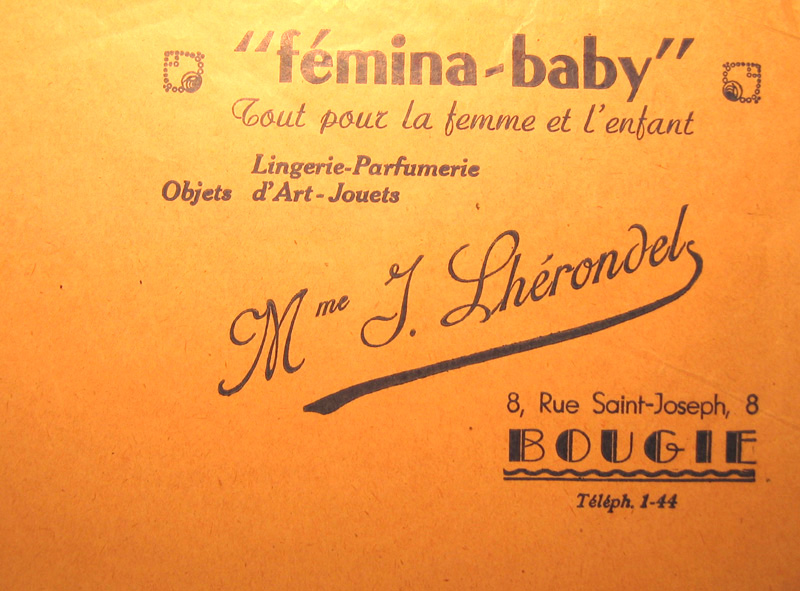 "fémina-baby"
Tout pour la femme et l'enfant
Lingerie-Parfumerie
Objets d'Art-Jouets
Mme J. Lhérondel
8, Rue Saint-Joseph, 8
BOUGIE
Téléph. 1-44